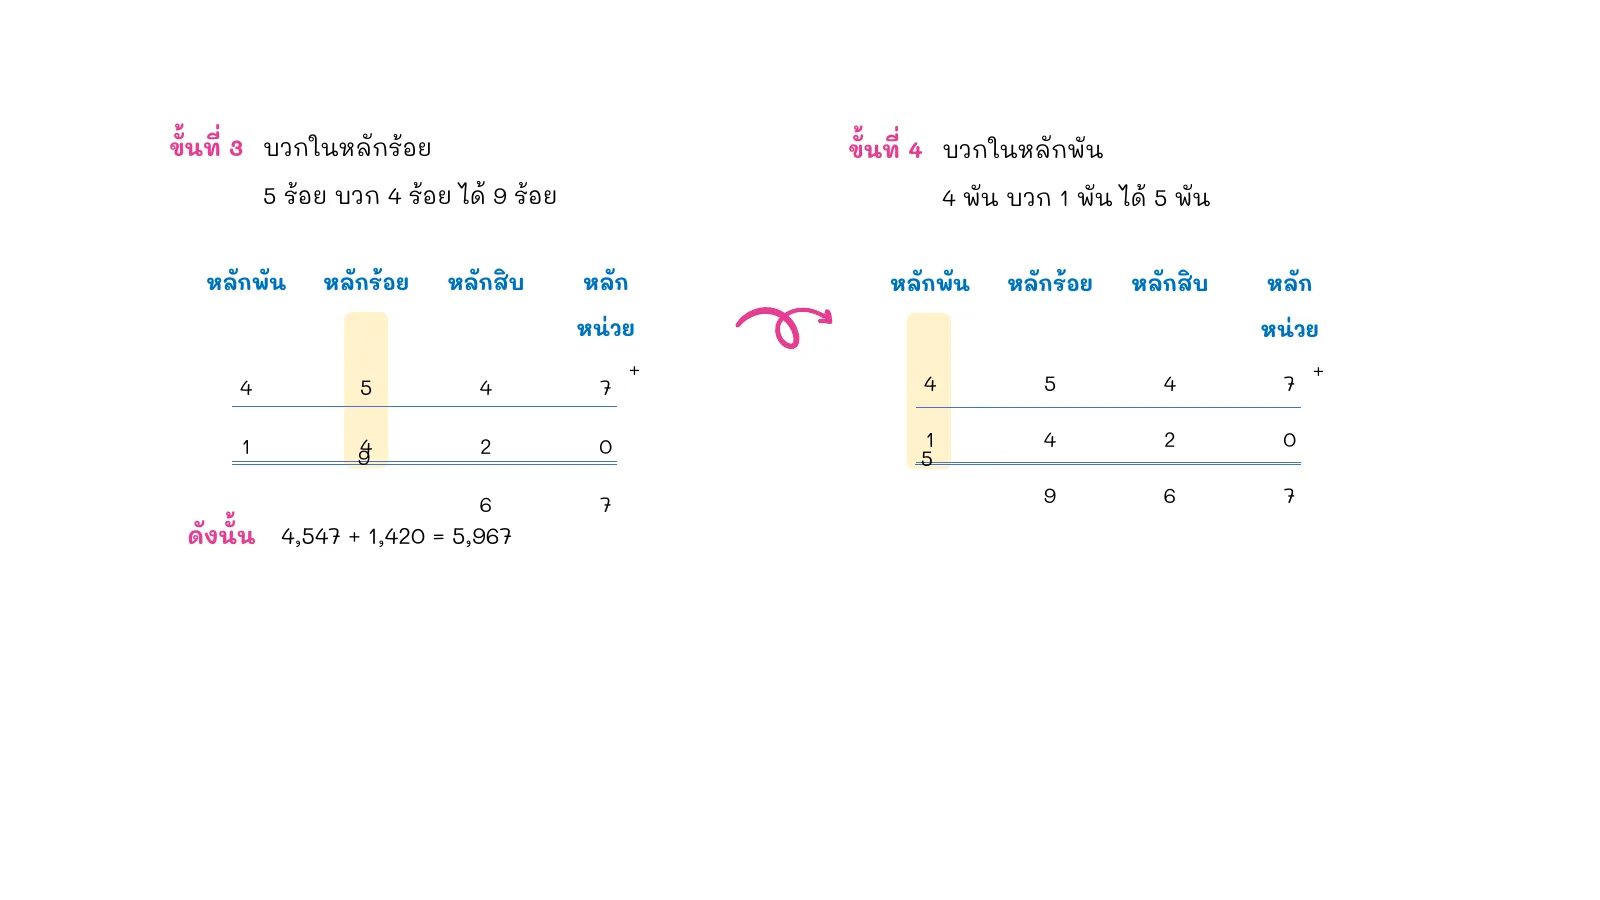 ขั้นที่ 3 บวกในหลักร้อย
5 ร้อย บวก 4 ร้อย ได้ 9 ร้อย
หลักพัน หลักร้อย หลักสิบ หลัก
หน่วย
4 5 4 7 +
1 4 2 0
9
6 7
ดังนั้น 4,547 + 1,420 = 5,967
ขั้นที่ 4 บวกในหลักพัน
4 พัน บวก 1 พัน ได้ 5 พัน
หลักพัน หลักร้อย หลักสิบ หลัก
หน่วย
4 5 4 7 +
1 4 2 0
5
9 6 7